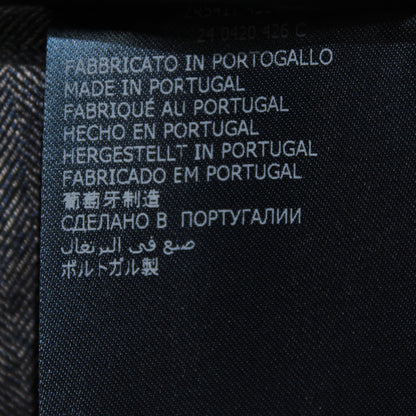 24 0420 426 C
FABBRICATO IN PORTOGALLO
MADE IN PORTUGAL
FABRIQUÉ AU PORTUGAL
HECHO EN PORTUGAL
HERGESTELLT IN PORTUGAL
FABRICADO EM PORTUGAL
葡萄牙制造
СДЕЛАНО В ПОРТУГАЛИИ
صنع فى البرتغال
ポルトガル製